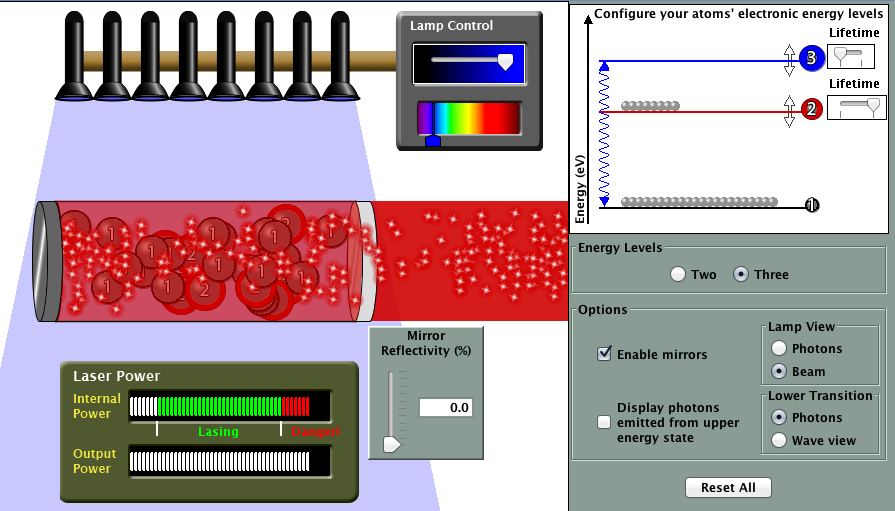 Lamp Control
Configure your atoms' electronic energy levels
Lifetime
3
Lifetime
2
Energy (eV)
1
1
1
1
1
1
1
1
2
2
1
1
1
1
Energy Levels
Two
Three
Options
Enable mirrors
Display photons
emitted from upper
energy state
Lamp View
Photons
Beam
Lower Transition
Photons
Wave view
Reset All
Mirror
Reflectivity (%)
0.0
Laser Power
Internal
Power
Lasing
Danger!
Output
Power